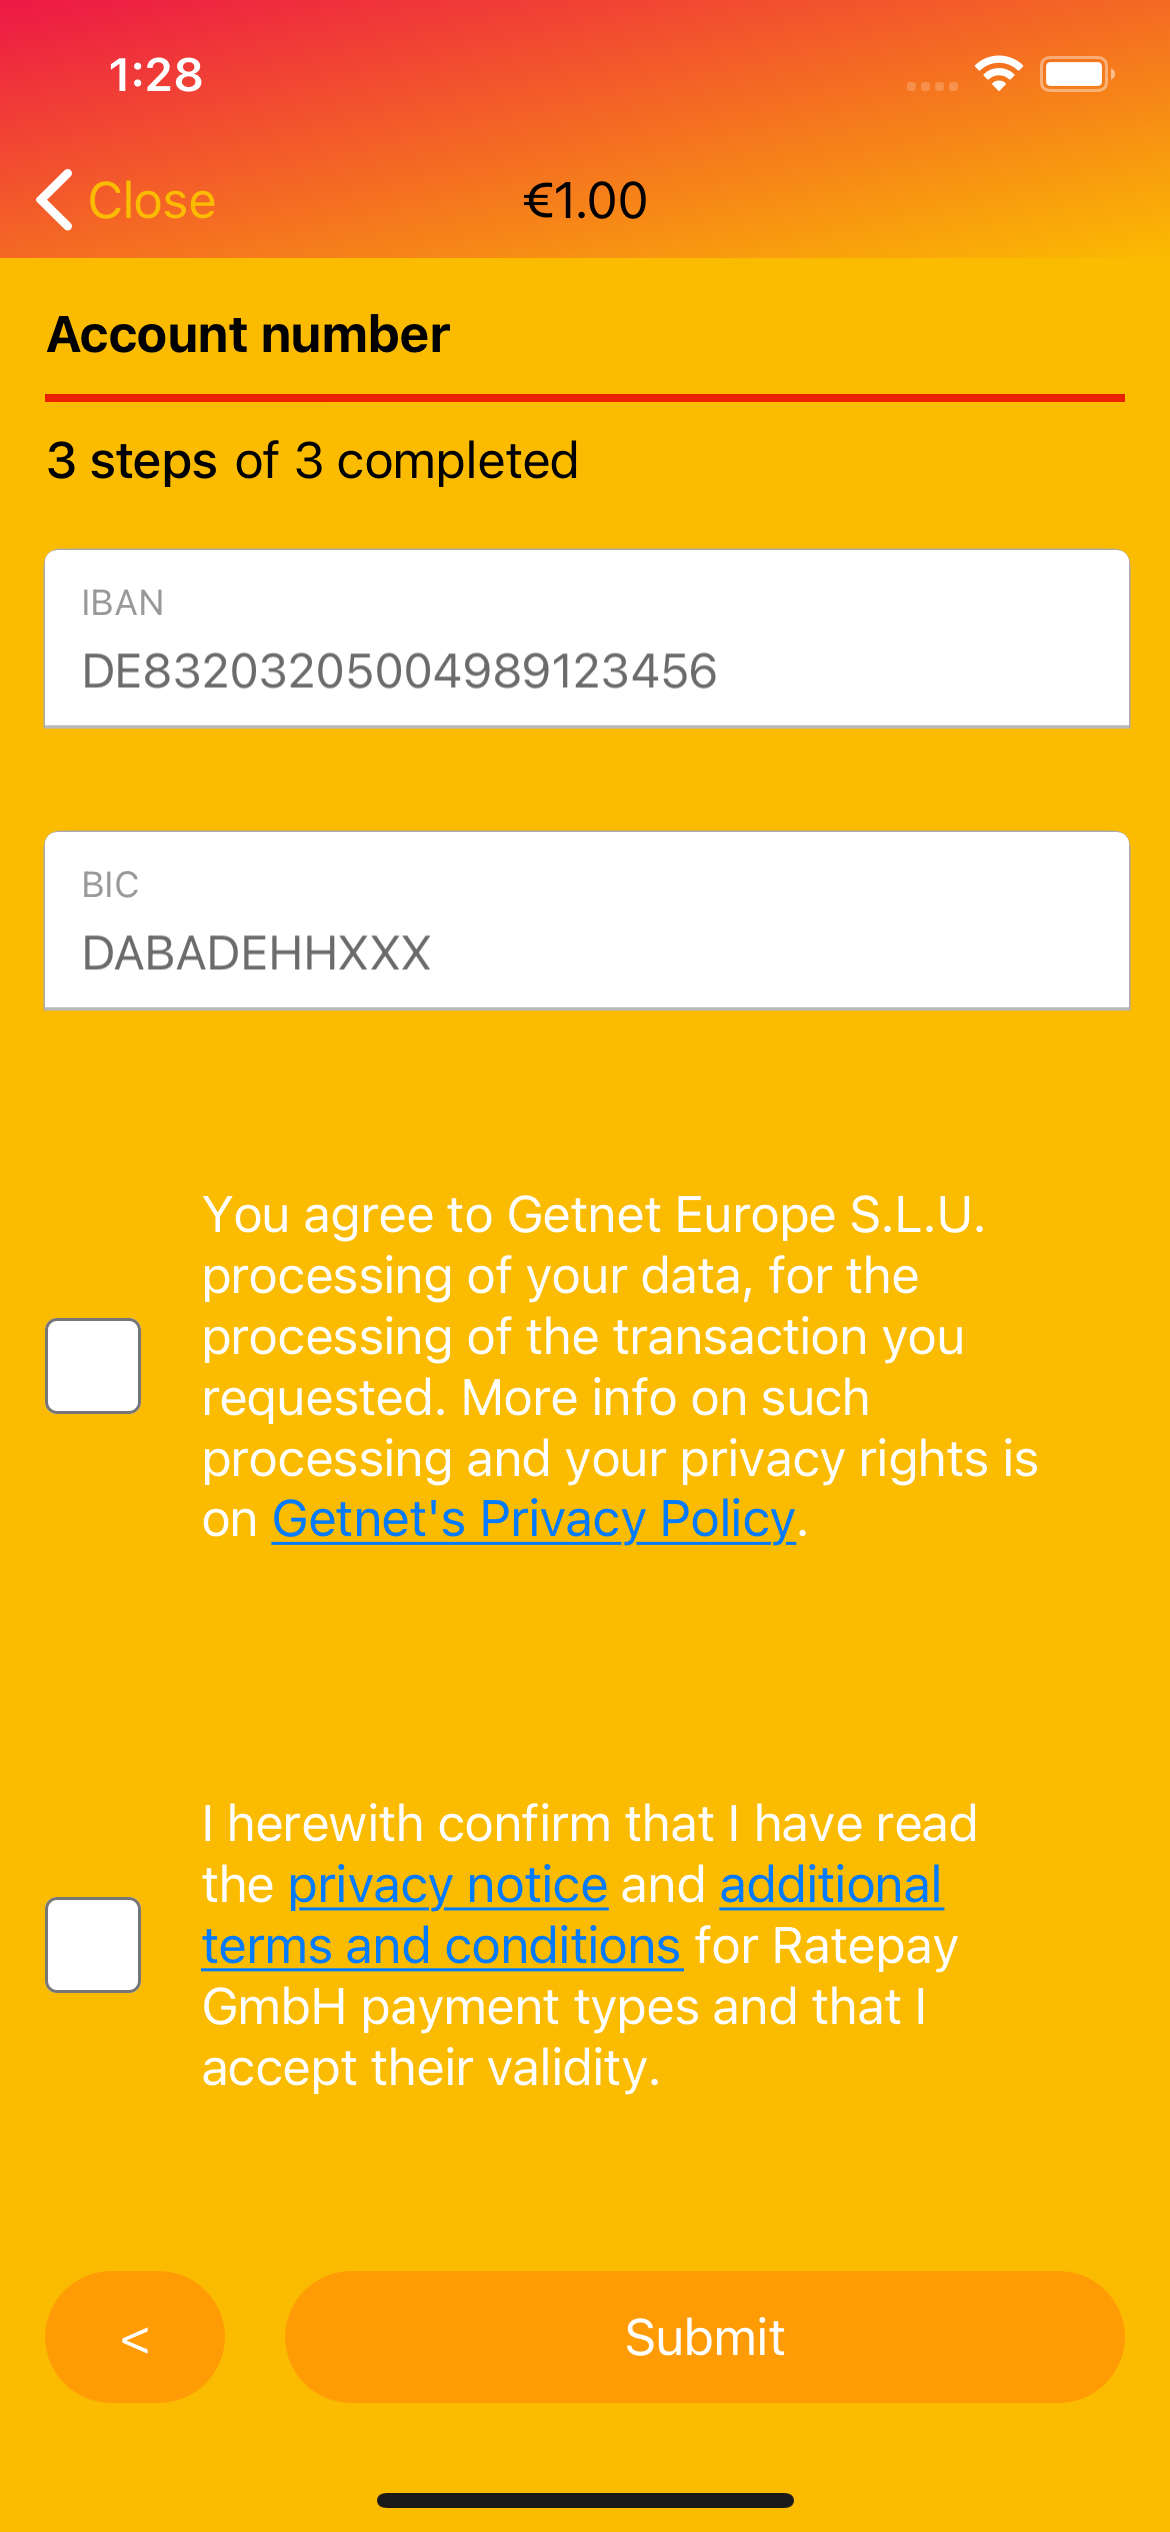 1:28
Close
€1.00
Account number
3 steps of 3 completed
IBAN
DE83203205004989123456
BIC
DABADEHHXXX
You agree to Getnet Europe S.L.U.
processing of your data, for the
processing of the transaction you
requested. More info on such
processing and your privacy rights is
on Getnet's Privacy Policy.
I herewith confirm that I have read
the privacy notice and additional
terms and conditions for Ratepay
GmbH payment types and that I
accept their validity.
<
Submit